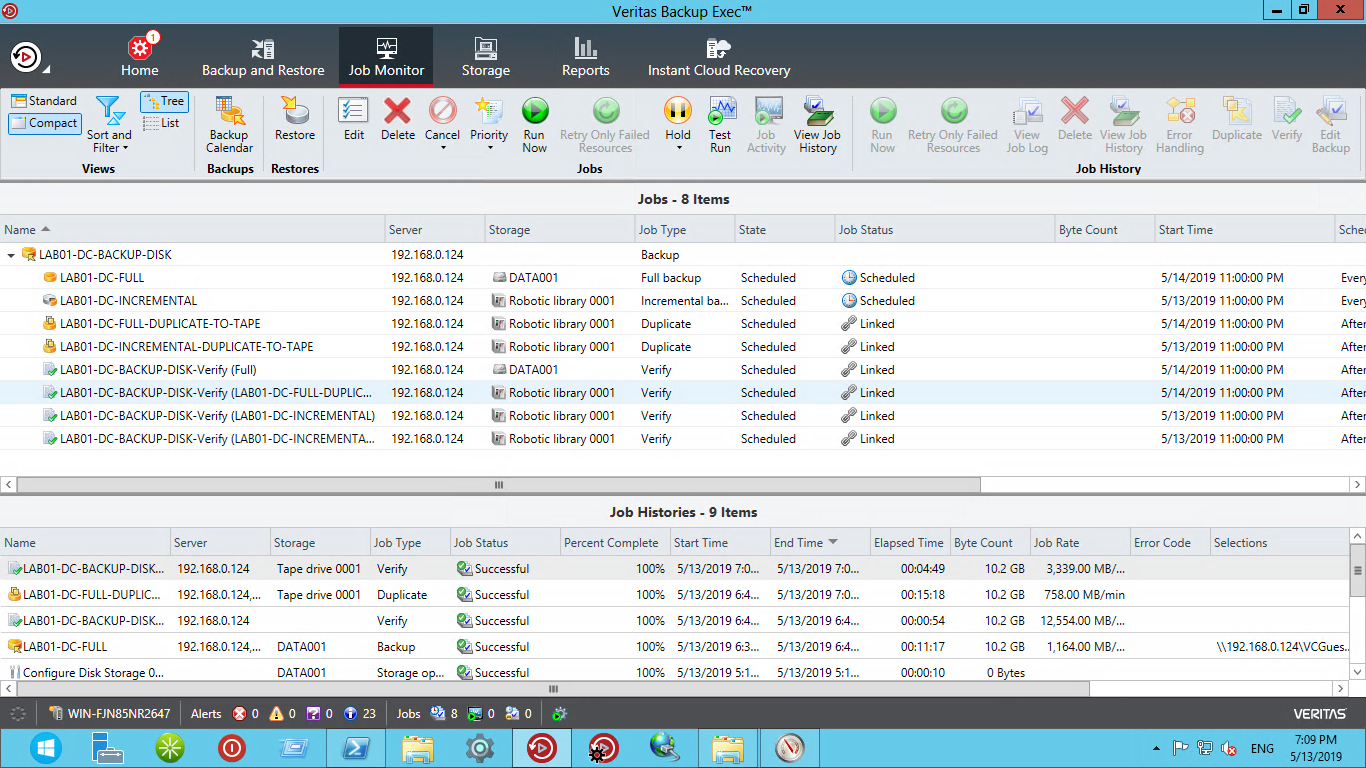 Veritas Backup Exec™
1
Home
Backup and Restore
Job Monitor
Storage
Reports
Instant Cloud Recovery
Standard
Compact
Sort and Filter
Tree
List
Views
Backup Calendar
Backups
Restore
Restores
Edit
Delete
Cancel
Priority
Run Now
Retry Only Failed Resources
Hold
Test Run
Job Activity
View Job History
Jobs
Run Now
Retry Only Failed Resources
View Job Log
Delete
View Job History
Error Handling
Duplicate
Verify
Edit Backup
Job History
Jobs - 8 Items
Name Server Storage Job Type State Job Status Byte Count Start Time Sche
LAB01-DC-BACKUP-DISK 192.168.0.124 Backup
LAB01-DC-FULL 192.168.0.124 DATA001 Full backup Scheduled Scheduled 5/14/2019 11:00:00 PM Every
LAB01-DC-INCREMENTAL 192.168.0.124 Robotic library 0001 Incremental ba... Scheduled Scheduled 5/13/2019 11:00:00 PM Every
LAB01-DC-FULL-DUPLICATE-TO-TAPE 192.168.0.124 Robotic library 0001 Duplicate Scheduled Linked 5/14/2019 11:00:00 PM After
LAB01-DC-INCREMENTAL-DUPLICATE-TO-TAPE 192.168.0.124 Robotic library 0001 Duplicate Scheduled Linked 5/13/2019 11:00:00 PM After
LAB01-DC-BACKUP-DISK-Verify (Full) 192.168.0.124 DATA001 Verify Scheduled Linked 5/14/2019 11:00:00 PM After
LAB01-DC-BACKUP-DISK-Verify (LAB01-DC-FULL-DUPLIC... 192.168.0.124 Robotic library 0001 Verify Scheduled Linked 5/14/2019 11:00:00 PM After
LAB01-DC-BACKUP-DISK-Verify (LAB01-DC-INCREMENTAL) 192.168.0.124 Robotic library 0001 Verify Scheduled Linked 5/13/2019 11:00:00 PM After
LAB01-DC-BACKUP-DISK-Verify (LAB01-DC-INCREMENTA... 192.168.0.124 Robotic library 0001 Verify Scheduled Linked 5/13/2019 11:00:00 PM After
Job Histories - 9 Items
Name Server Storage Job Type Job Status Percent Complete Start Time End Time Elapsed Time Byte Count Job Rate Error Code Selections
LAB01-DC-BACKUP-DISK... 192.168.0.124 Tape drive 0001 Verify Successful 100% 5/13/2019 7:0... 5/13/2019 7:0... 00:04:49 10.2 GB 3,339.00 MB/...
LAB01-DC-FULL-DUPLIC... 192.168.0.124,... Tape drive 0001 Duplicate Successful 100% 5/13/2019 6:4... 5/13/2019 7:0... 00:15:18 10.2 GB 758.00 MB/min
LAB01-DC-BACKUP-DISK... 192.168.0.124 Verify Successful 100% 5/13/2019 6:4... 5/13/2019 6:4... 00:00:54 10.2 GB 12,554.00 MB/...
LAB01-DC-FULL 192.168.0.124,... DATA001 Backup Successful 100% 5/13/2019 6:3... 5/13/2019 6:4... 00:11:17 10.2 GB 1,164.00 MB/... \\192.168.0.124\VCGues...
Configure Disk Storage 0... DATA001 Storage op... Successful 100% 5/13/2019 5:1... 5/13/2019 5:1... 00:00:10 0 Bytes
WIN-FJN85NR2647 Alerts 0 0 0 23 Jobs 8 0 0 VERITAS
ENG
7:09 PM
5/13/2019